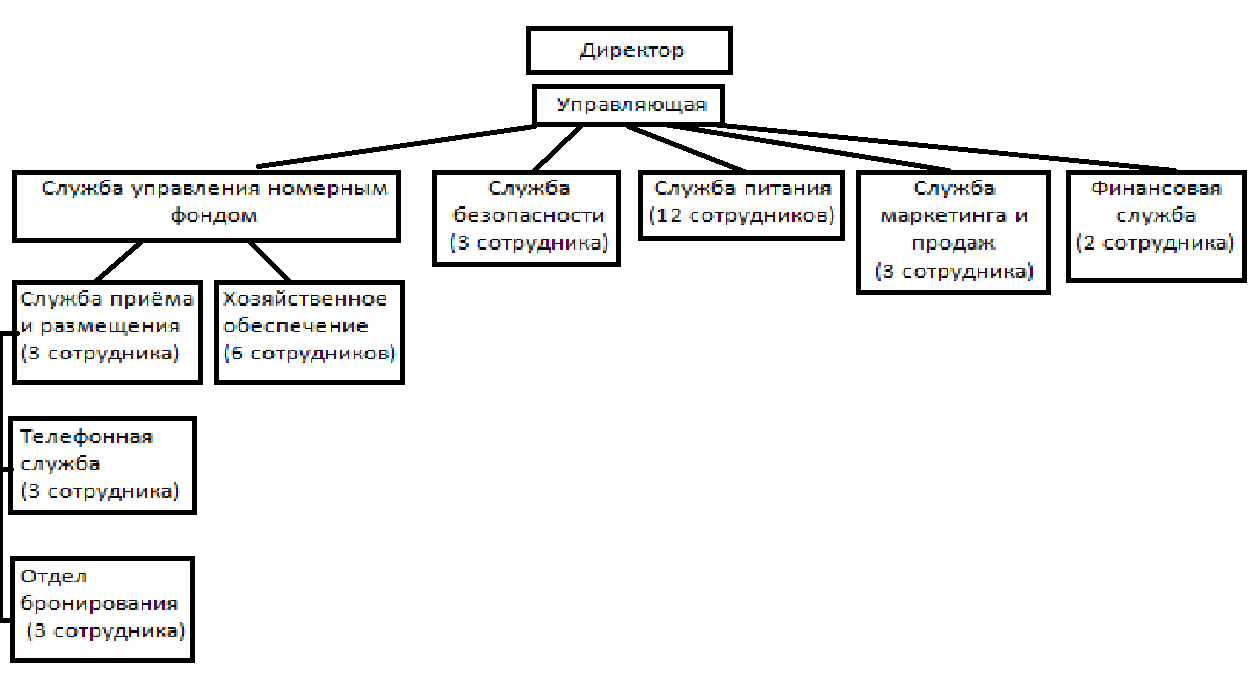 Директор
Управляющая
Служба управления номерным
фондом
Служба
безопасности
(3 сотрудника)
Служба питания
(12 сотрудников)
Служба
маркетинга и
продаж
(3 сотрудника)
Финансовая
служба
(2 сотрудника)
Служба приёма
и размещения
(3 сотрудника)
Хозяйственное
обеспечение
(6 сотрудников)
Телефонная
служба
(3 сотрудника)
Отдел
бронирования
(3 сотрудника)